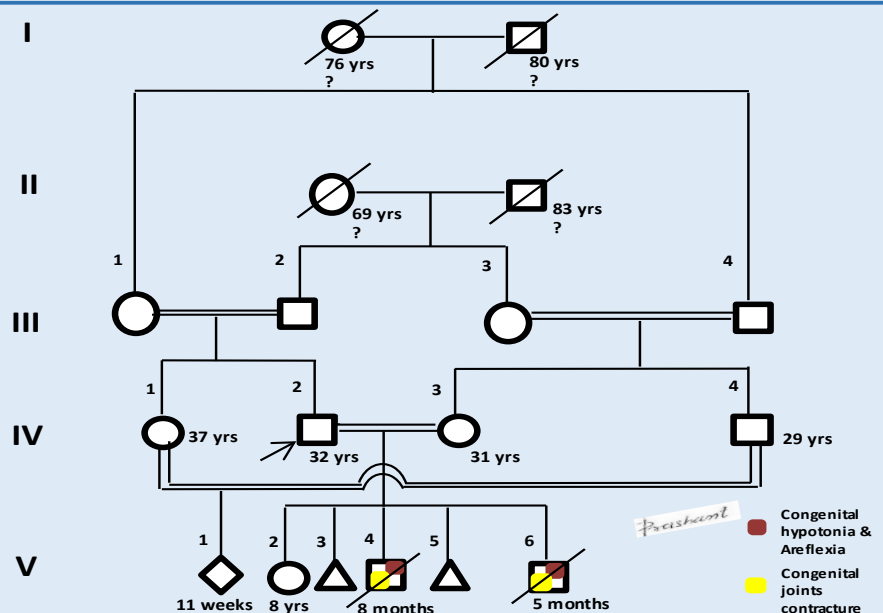 I
76 yrs
?
80 yrs
?
II
69 yrs
?
83 yrs
?
1
2
3
4
III
1
2
3
4
IV
37 yrs
32 yrs
31 yrs
29 yrs
Prashant
Congenital
hypotonia &
Areflexia
1
2
3
4
5
6
V
Congenital
joints
contracture
11 weeks
8 yrs
8 months
5 months